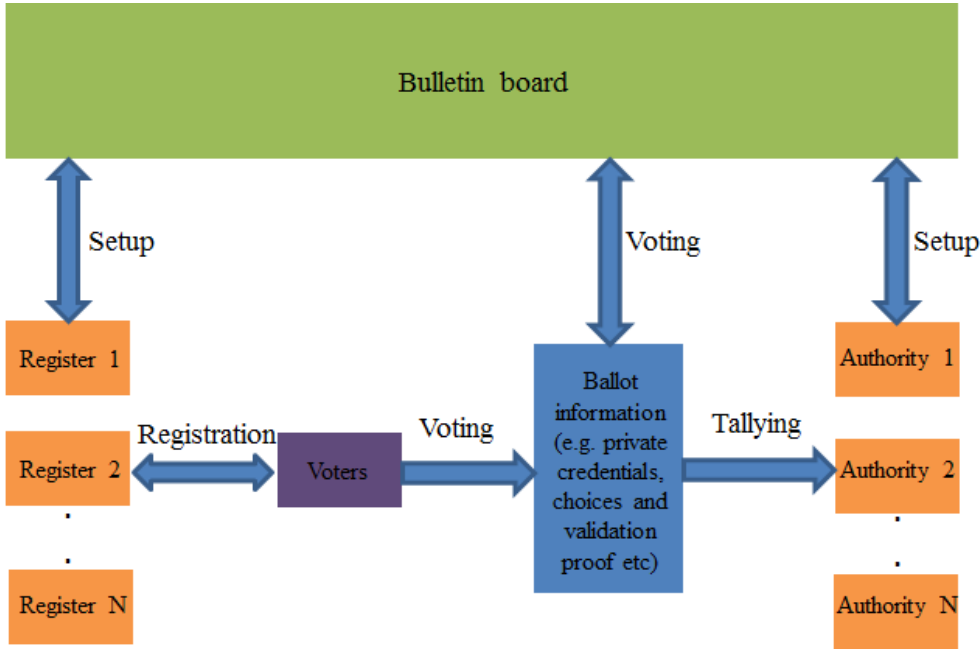 Bulletin board
Setup
Voting
Setup
Register 1
Authority 1
Ballot
information
(e.g. private
credentials,
choices and
validation
proof etc)
Registration
Voting
Tallying
Register 2
Voters
Authority 2
Register N
Authority N